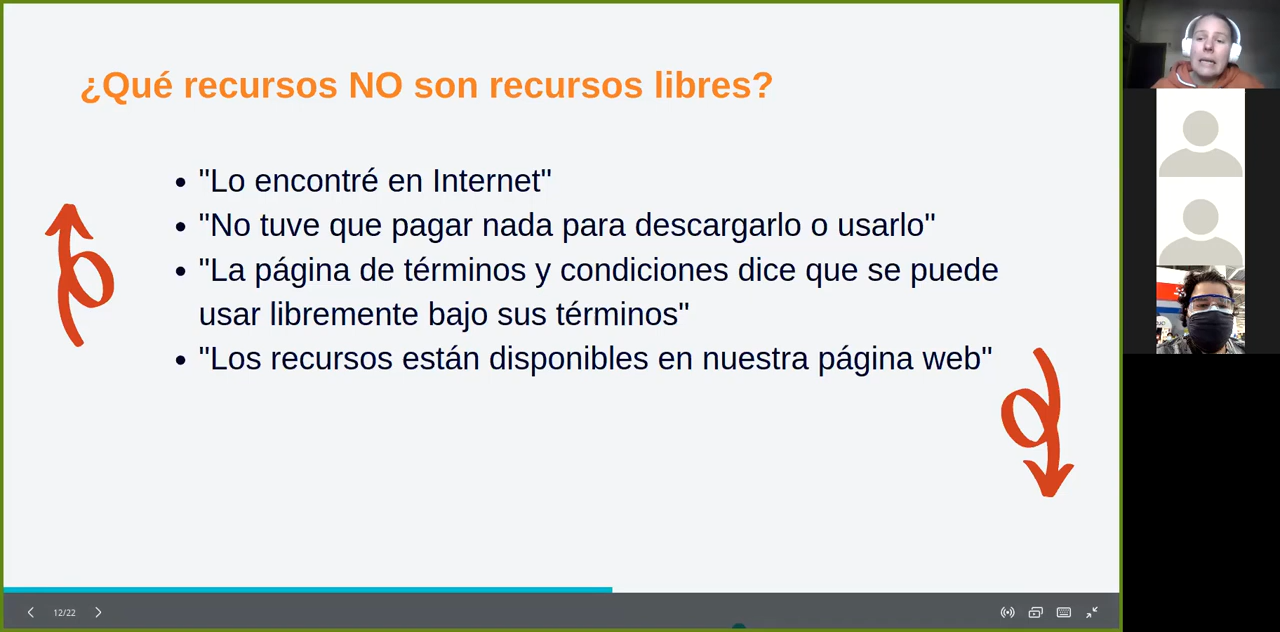 ¿Qué recursos NO son recursos libres?
• "Lo encontré en Internet"
• "No tuve que pagar nada para descargarlo o usarlo"
• "La página de términos y condiciones dice que se puede
usar libremente bajo sus términos"
• "Los recursos están disponibles en nuestra página web"
12/22